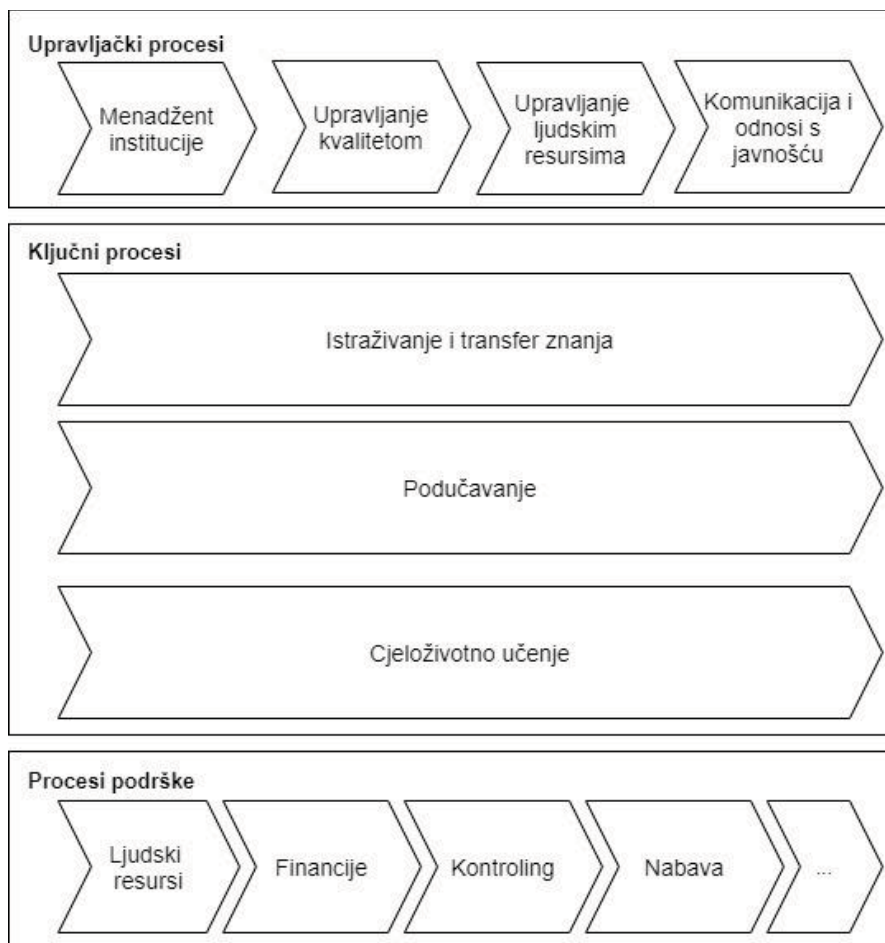 Upravljački procesi
Menadžent
institucije
Upravljanje
kvalitetom
Upravljanje
ljudskim
resursima
Komunikacija i
odnosi s
javnošću
Ključni procesi
Istraživanje i transfer znanja
Podučavanje
Cjeloživotno učenje
Procesi podrške
Ljudski
resursi
Financije
Kontroling
Nabava
...